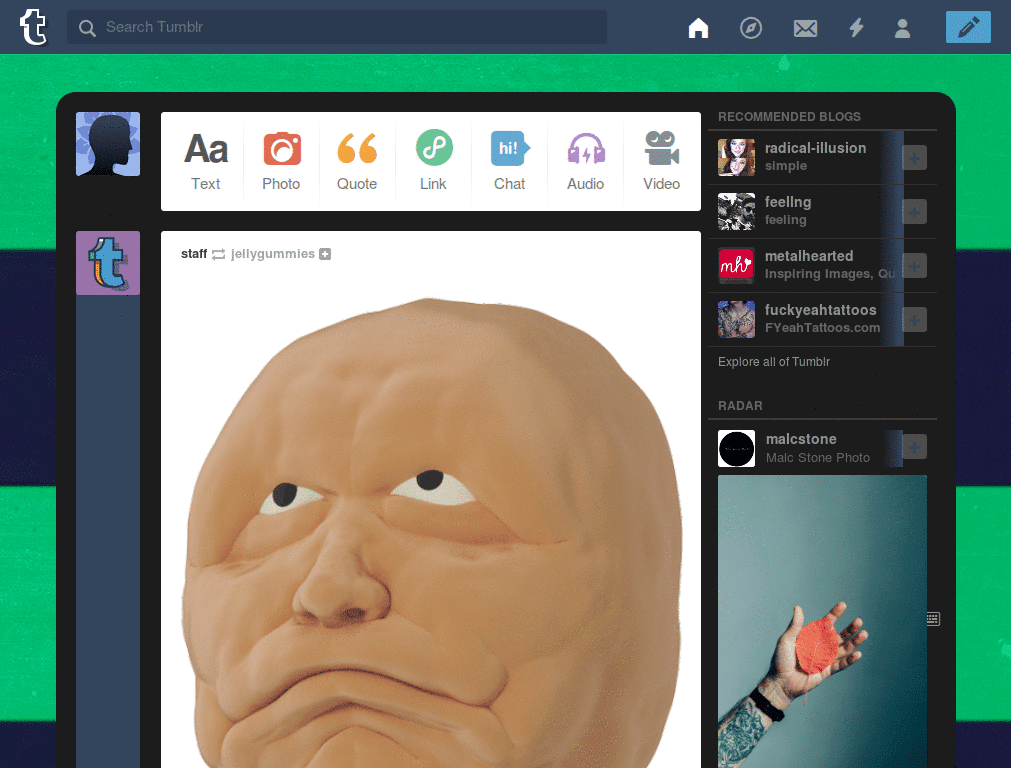 Search Tumblr
Aa
hi!
Text
Photo
Quote
Link
Chat
Audio
Video
staff jellygummies
RECOMMENDED BLOGS
radical-illusion
simple
feellng
feeling
metalhearted
Inspiring Images, Qu
fuckyeahtattoos
FYeahTattoos.com
Explore all of Tumblr
RADAR
malcstone
Malc Stone Photo
mh